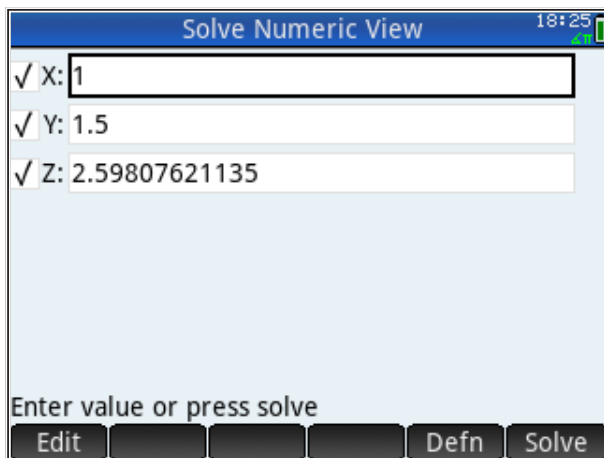 Solve Numeric View 18:25
∡π
√ X: 1
√ Y: 1.5
√ Z: 2.59807621135
Enter value or press solve
Edit Defn Solve